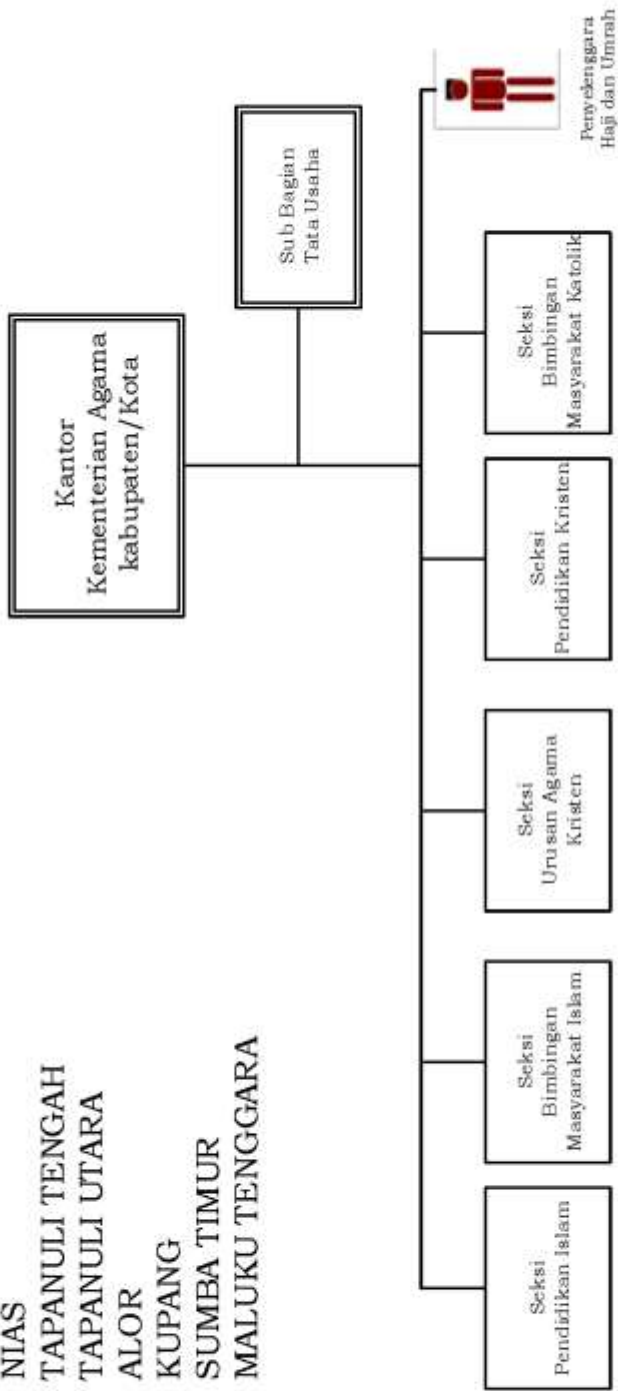 NIAS
TAPANULI TENGAH
TAPANULI UTARA
ALOR
KUPANG
SUMBA TIMUR
MALUKU TENGGARA
Kantor
Kementerian Agama
kabupaten/Kota
Sub Bagian
Tata Usaha
Seksi
Pendidikan Islam
Seksi
Bimbingan
Masyarakat Islam
Seksi
Urusan Agama
Kristen
Seksi
Pendidikan Kristen
Seksi
Bimbingan
Masyarakat Katolik
Penyelenggara
Haji dan Umrah